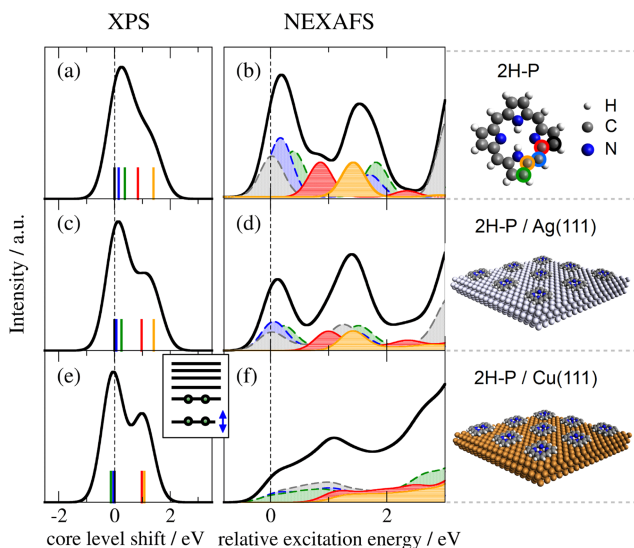 XPS NEXAFS
(a) (b) 2H-P
H
C
N
(c) (d) 2H-P / Ag(111)
Intensity / a.u.
(e) (f) 2H-P / Cu(111)
-2 0 2 0 2
core level shift / eV relative excitation energy / eV